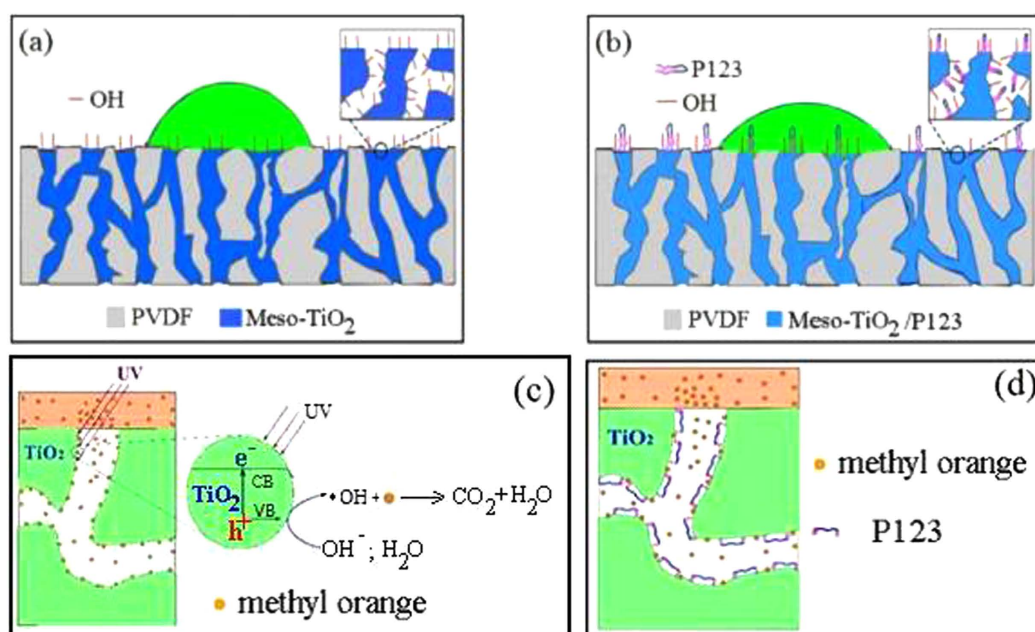 (a)
OH
PVDF Meso-TiO₂
(b)
P123
OH
PVDF Meso-TiO₂/P123
(c)
UV
TiO₂
UV
e⁻
CB
TiO₂
VB
h⁺
•OH + → CO₂+H₂O
OH⁻; H₂O
methyl orange
(d)
TiO₂
methyl orange
P123